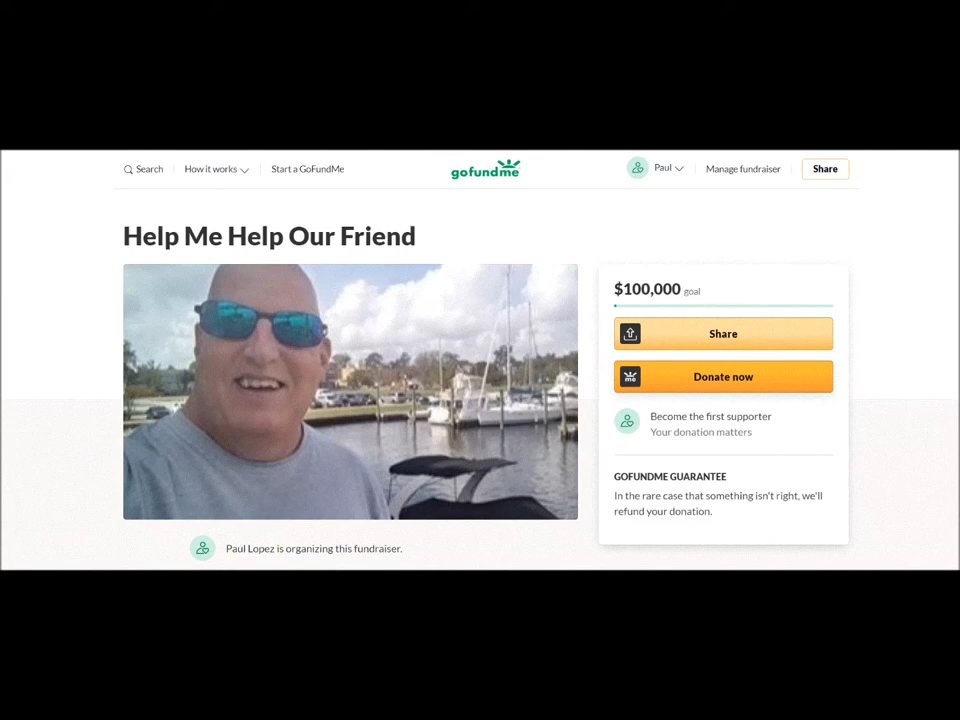 Search
How it works
Start a GoFundMe
gofundme
Paul
Manage fundraiser
Share
Help Me Help Our Friend
$100,000 goal
Share
me
Donate now
Become the first supporter
Your donation matters
GOFUNDME GUARANTEE
In the rare case that something isn't right, we'll
refund your donation.
Paul Lopez is organizing this fundraiser.